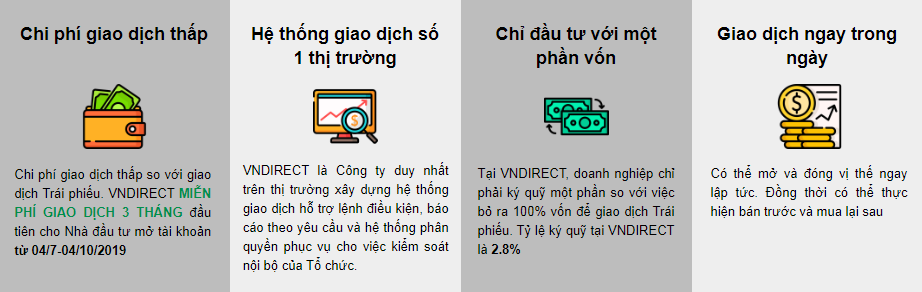 Chi phí giao dịch thấp
Chi phí giao dịch thấp so với giao
dịch Trái phiếu. VNDIRECT MIỄN
PHÍ GIAO DỊCH 3 THÁNG đầu
tiên cho Nhà đầu tư mở tài khoản
từ 04/7-04/10/2019
Hệ thống giao dịch số
1 thị trường
VNDIRECT là Công ty duy nhất
trên thị trường xây dựng hệ thống
giao dịch hỗ trợ lệnh điều kiện, báo
cáo theo yêu cầu và hệ thống phân
quyền phục vụ cho việc kiểm soát
nội bộ của Tổ chức.
Chỉ đầu tư với một
phần vốn
Tại VNDIRECT, doanh nghiệp chỉ
phải ký quỹ một phần so với việc
bỏ ra 100% vốn để giao dịch Trái
phiếu. Tỷ lệ ký quỹ tại VNDIRECT
là 2.8%
Giao dịch ngay trong
ngày
Có thể mở và đóng vị thế ngay
lập tức. Đồng thời có thể thực
hiện bán trước và mua lại sau